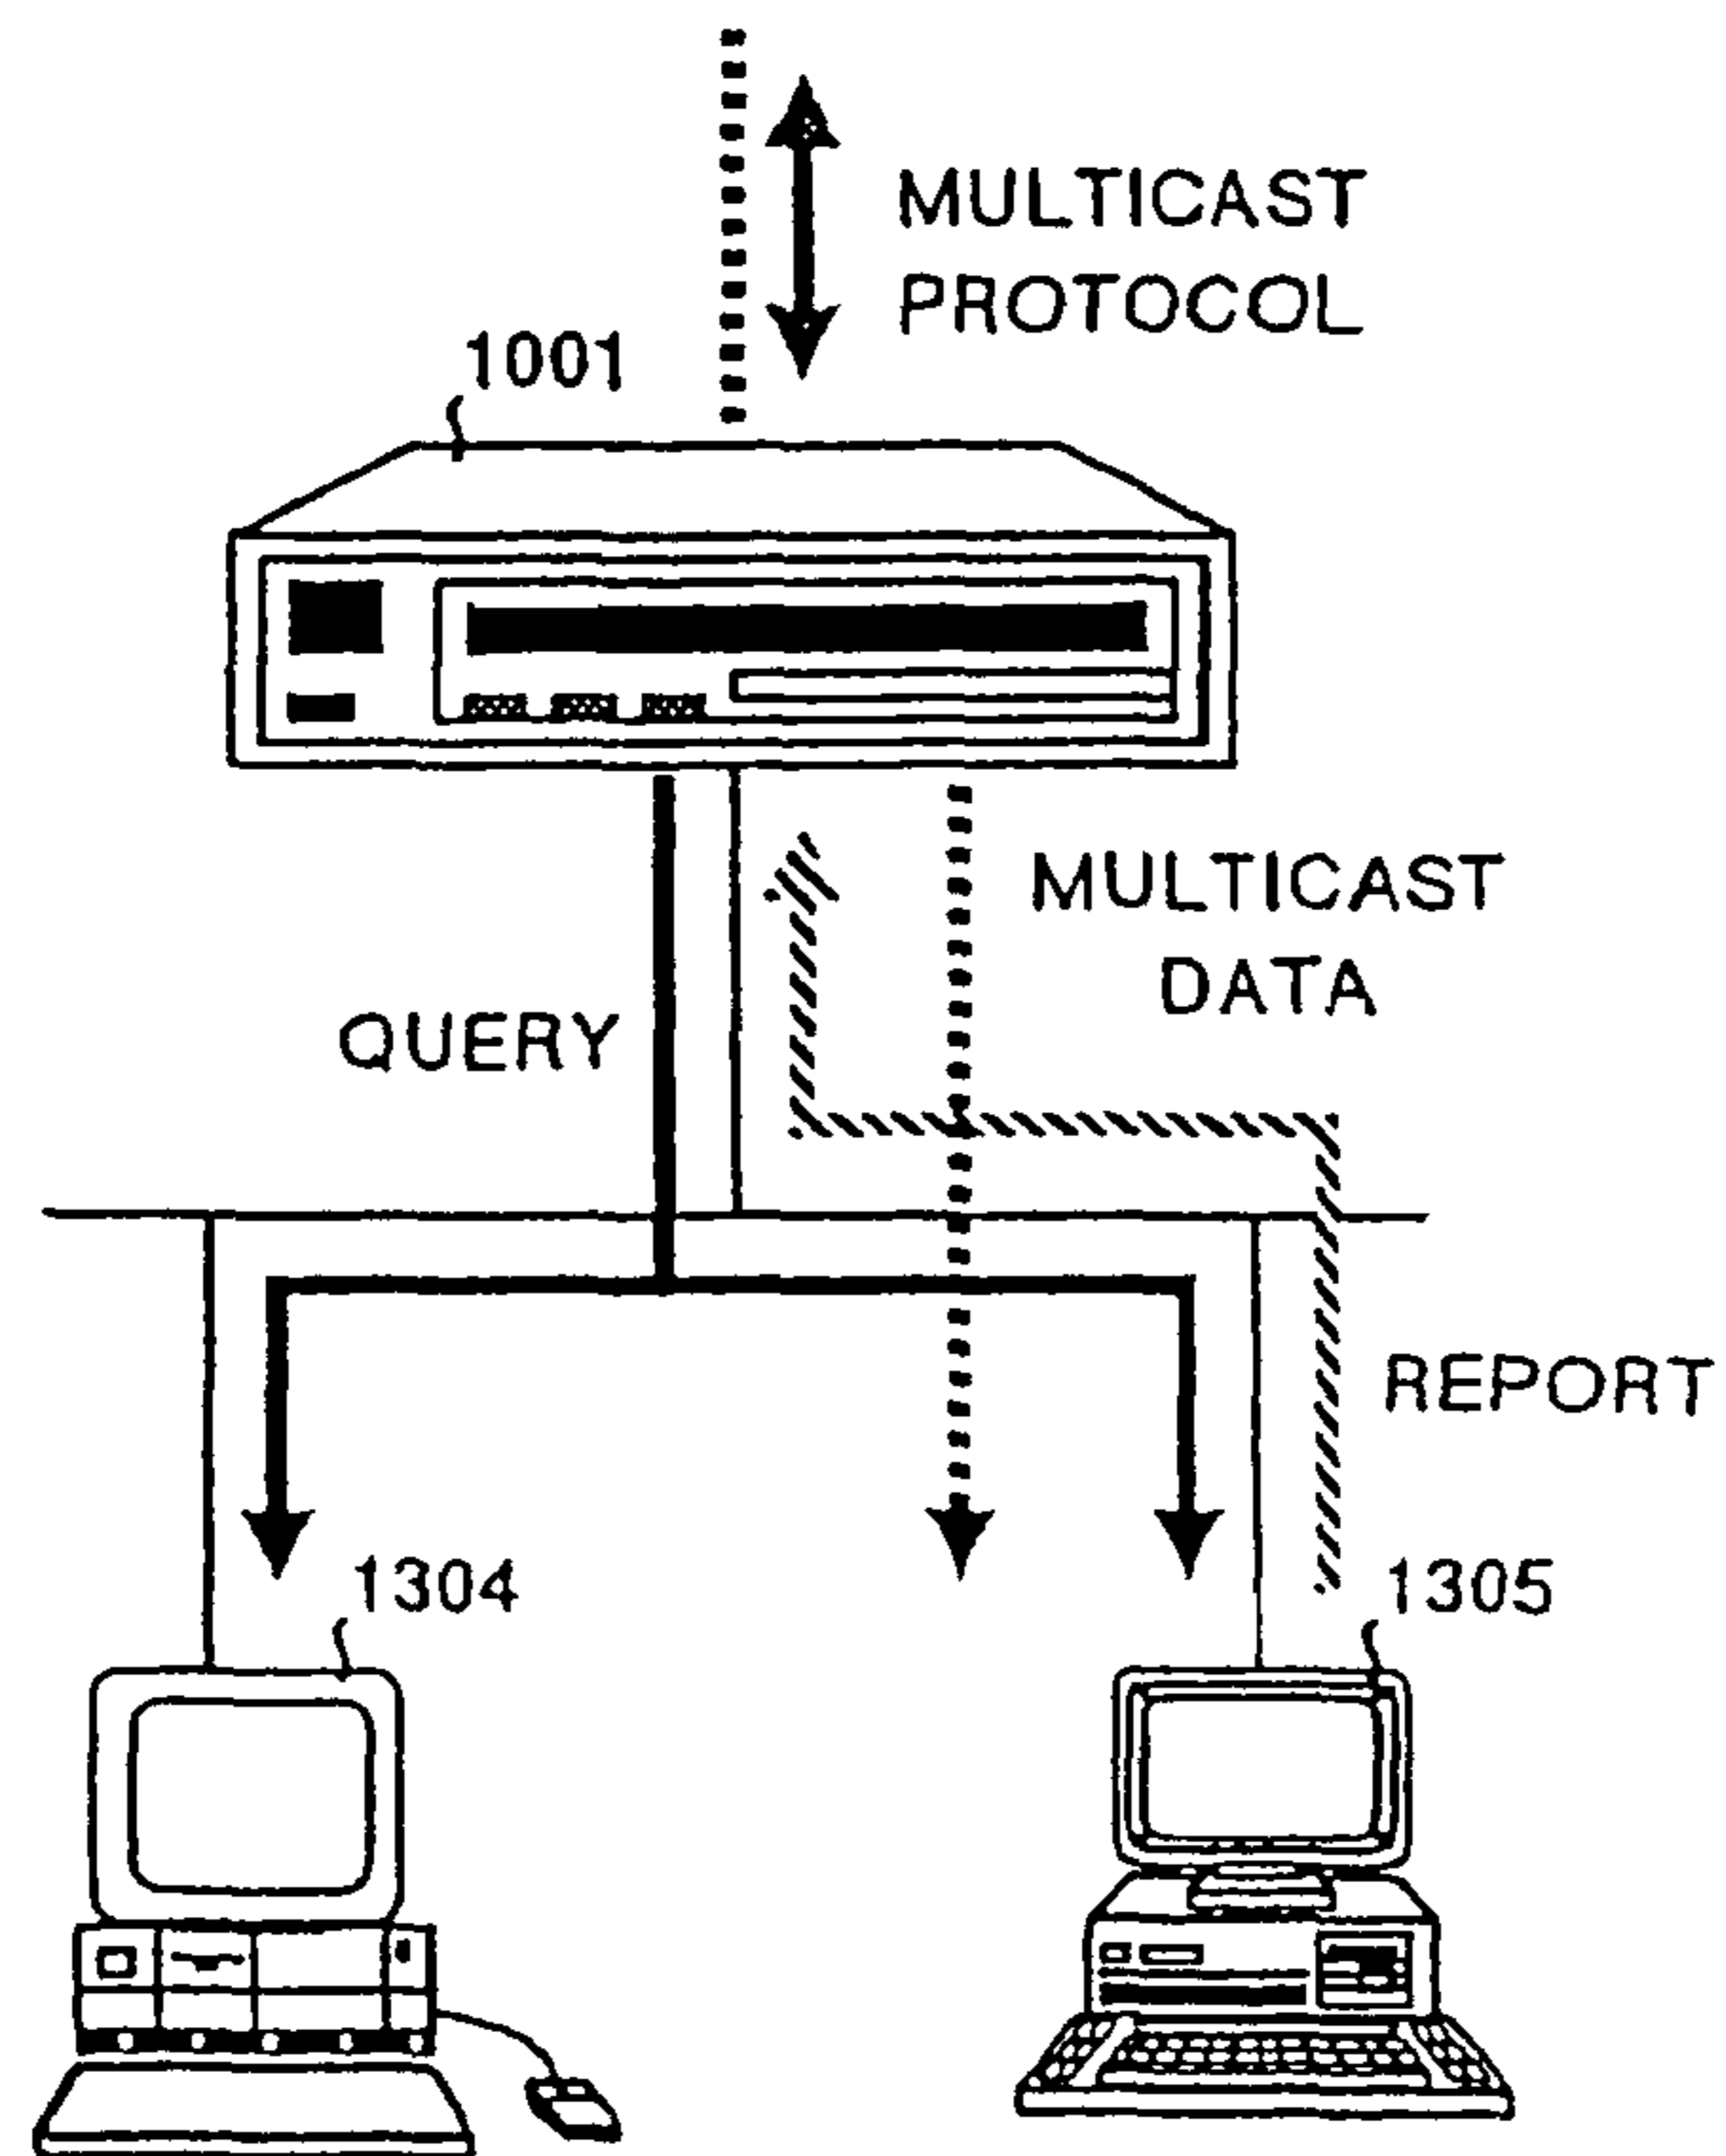 MULTICAST
PROTOCOL
1001
MULTICAST
DATA
QUERY
REPORT
1304
1305